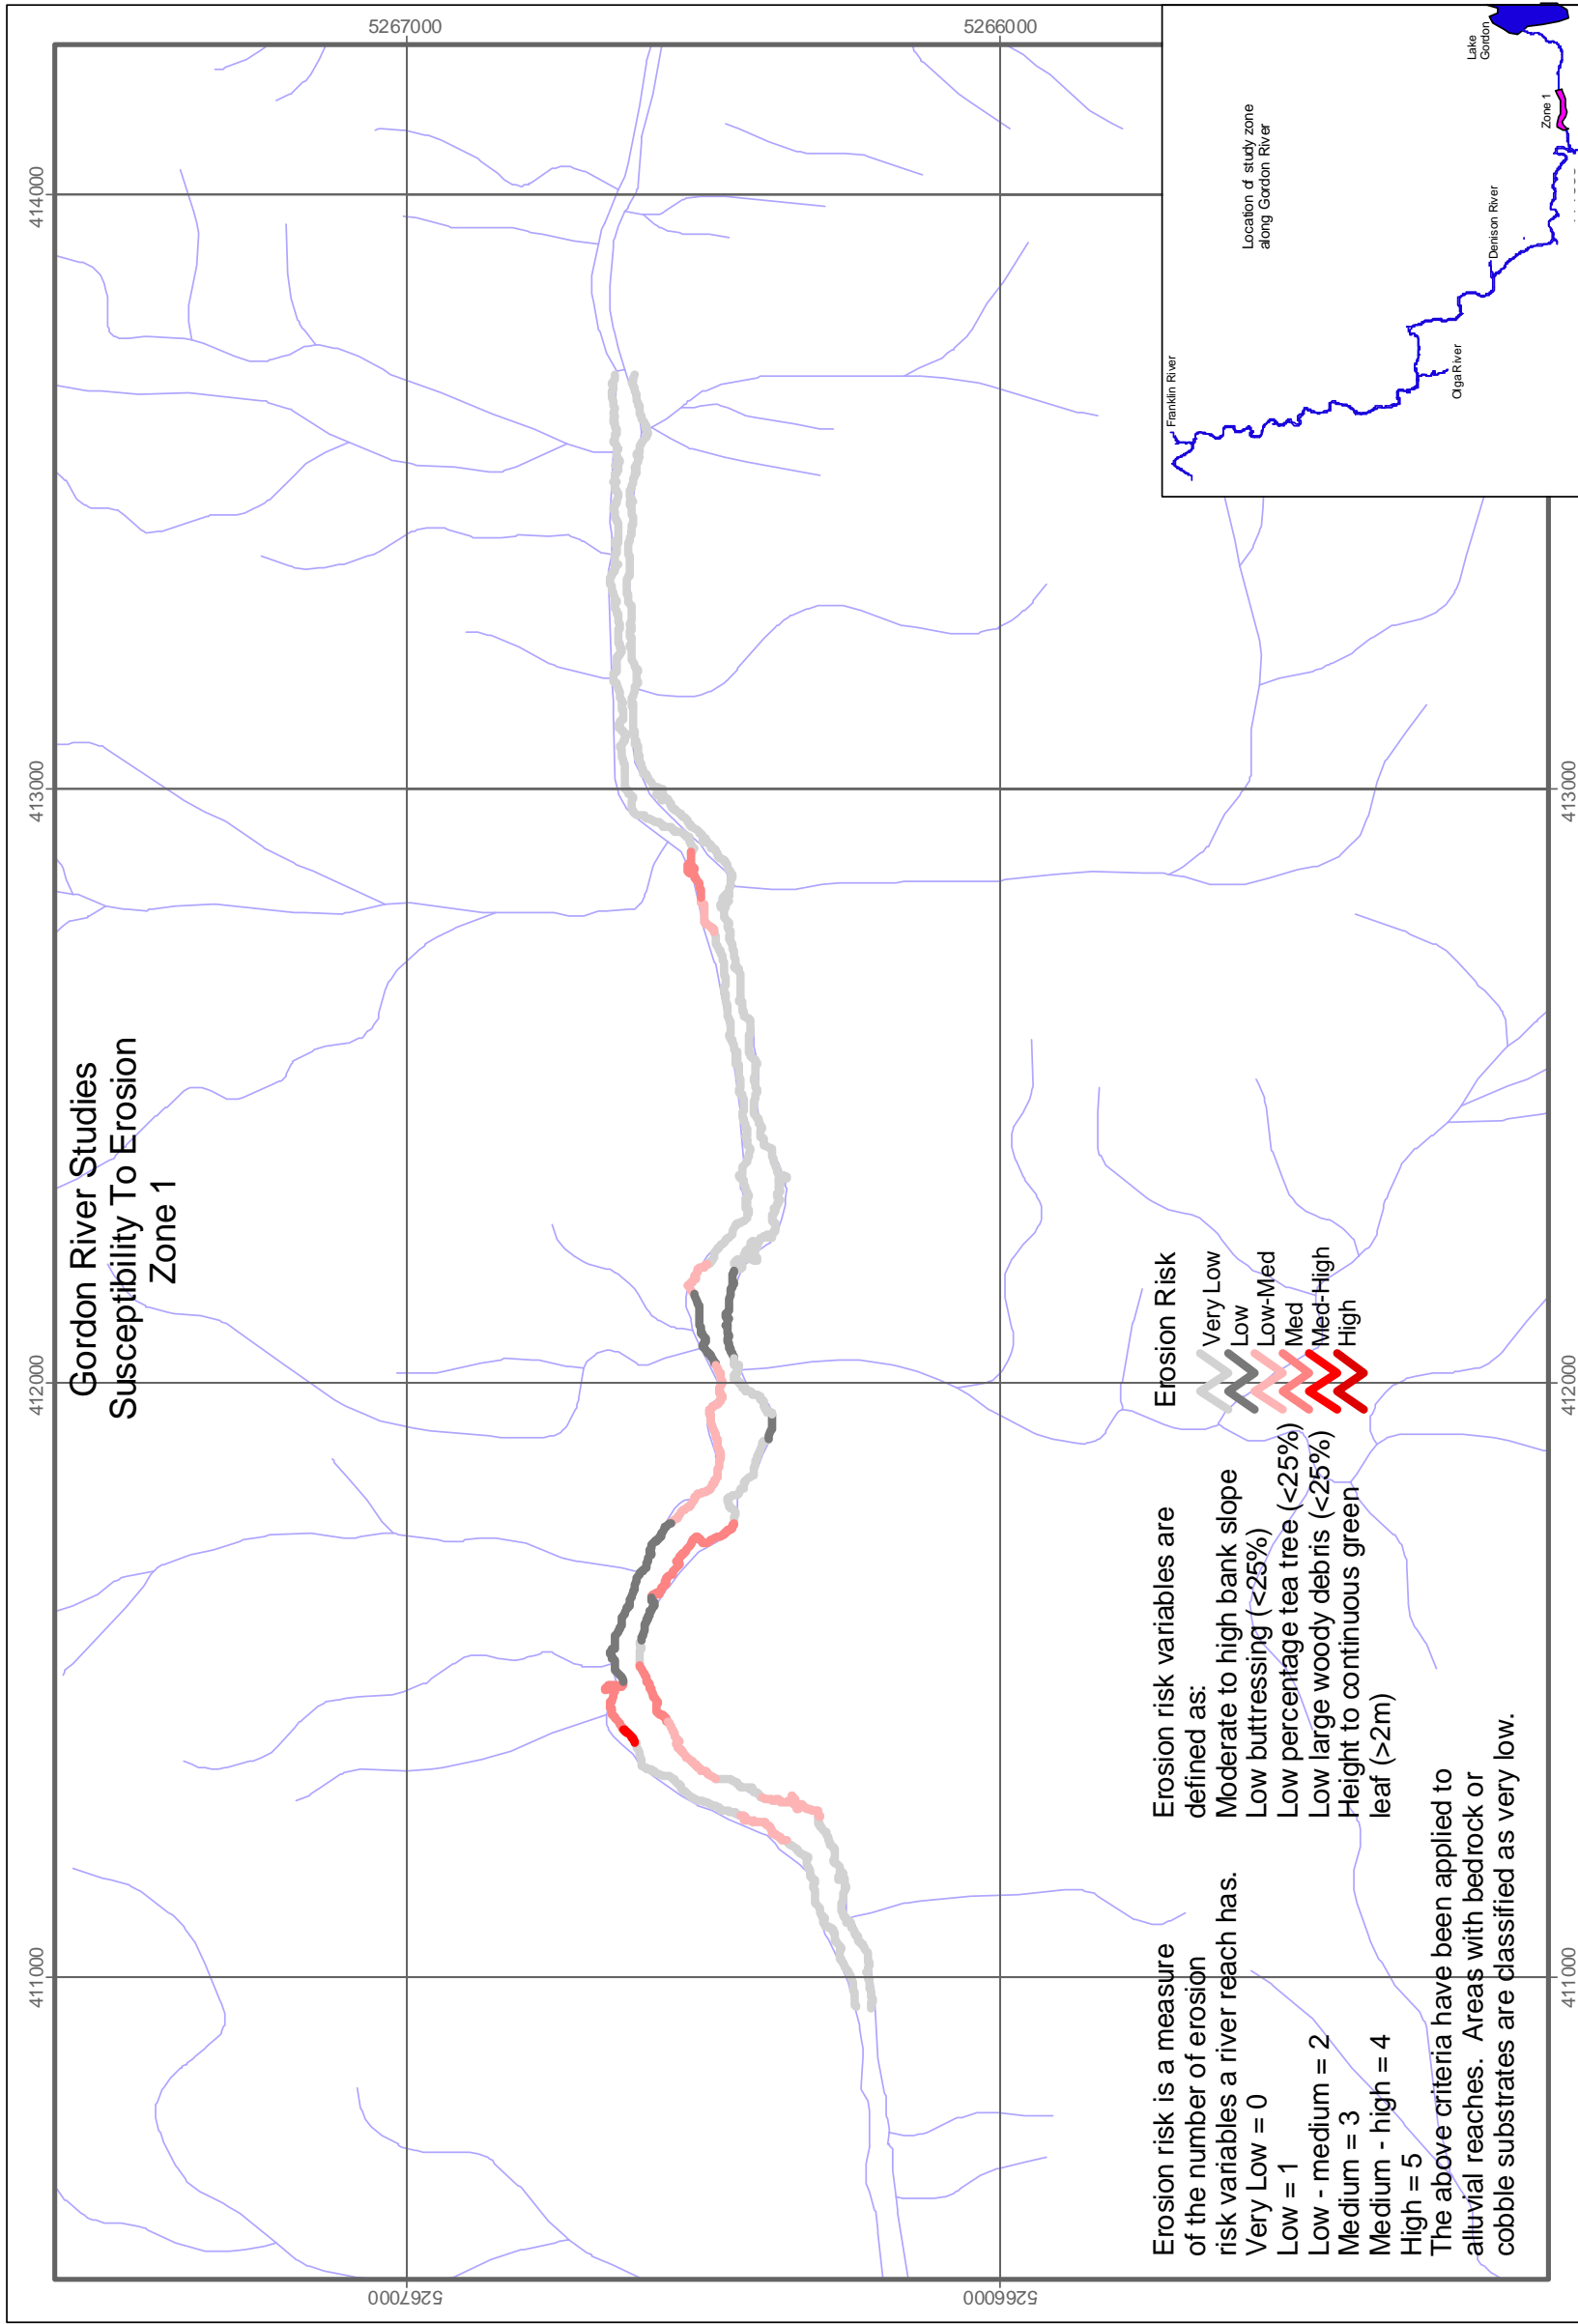 Gordon River Studies
Susceptibility To Erosion
Zone 1
411000
412000
413000
414000
5267000
5266000
5267000
5266000
411000
412000
413000
Erosion risk is a measure
of the number of erosion
risk variables a river reach has.
Very Low = 0
Low = 1
Low - medium = 2
Medium = 3
Medium - high = 4
High = 5
The above criteria have been applied to
alluvial reaches. Areas with bedrock or
cobble substrates are classified as very low.
Erosion risk variables are
defined as:
Moderate to high bank slope
Low buttressing (<25%)
Low percentage tea tree (<25%)
Low large woody debris (<25%)
Height to continuous green
leaf (>2m)
Erosion Risk
Very Low
Low
Low-Med
Med
Med-High
High
Location of study zone
along Gordon River
Franklin River
Olga River
Denison River
Zone 1
Lake
Gordon